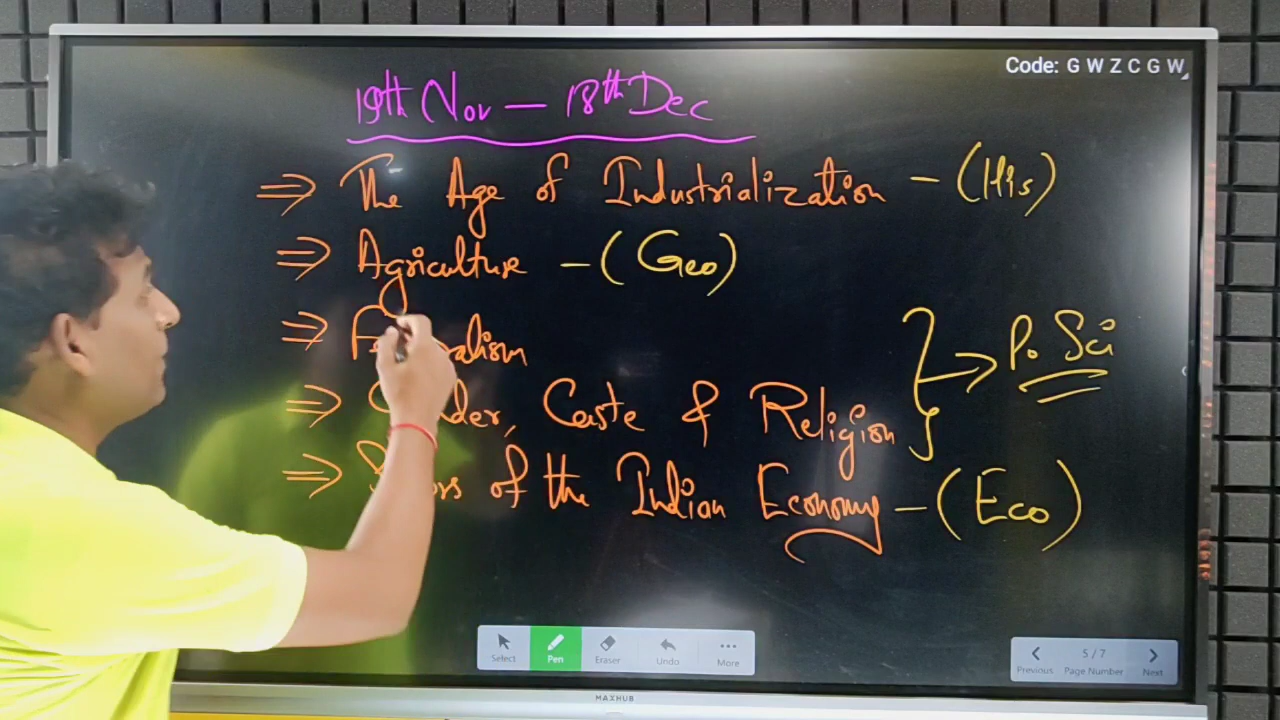 Code: G W Z C G W
19th Nov — 18th Dec
⇒ The Age of Industrialization - (His)
⇒ Agriculture - (Geo)
⇒
⇒ Caste & Religion
→ P. Sci
⇒ of the Indian Economy - (Eco)
Select Pen Eraser Undo More
Previous 5 / 7 Page Number Next
MAXHUB